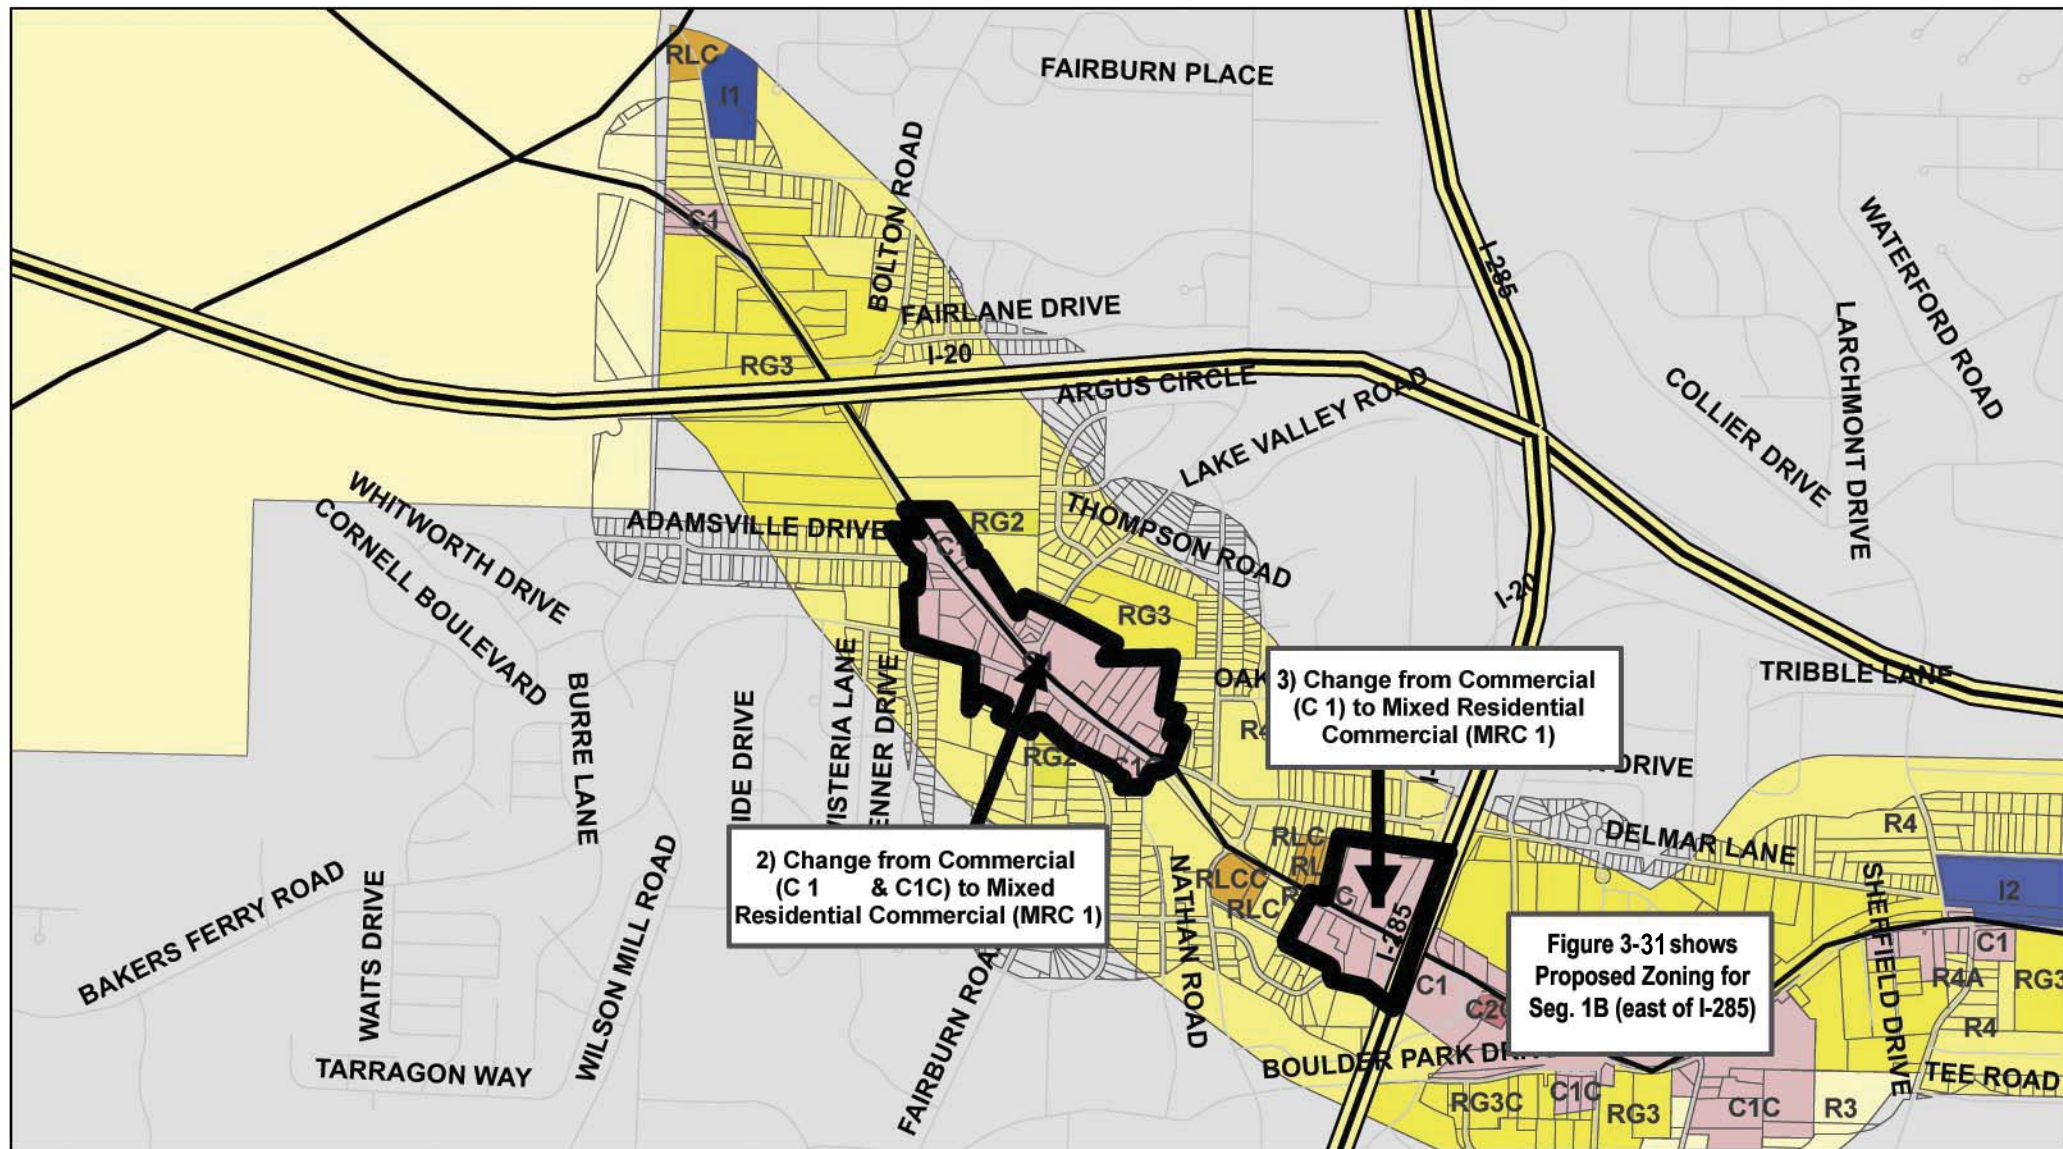 RLC
I1
FAIRBURN PLACE
BOLTON ROAD
C1
I-285
WATERFORD ROAD
FAIRLANE DRIVE
LARCHMONT DRIVE
RG3
I-20
ARGUS CIRCLE
LAKE VALLEY ROAD
COLLIER DRIVE
WHITWORTH DRIVE
CORNELL BOULEVARD
ADAMSVILLE DRIVE
RG2
THOMPSON ROAD
I-20
RG3
C1
BURRE LANE
IDE DRIVE
WISTERIA LANE
ENNER DRIVE
OAK
3) Change from Commercial
(C 1) to Mixed Residential
Commercial (MRC 1)
TRIBBLE LANE
RG2
DRIVE
DELMAR LANE
R4
2) Change from Commercial
(C 1 & C1C) to Mixed
Residential Commercial (MRC 1)
RLC
RLCC
RLC
I-285
NATHAN ROAD
SHEFFIELD DRIVE
I2
BAKERS FERRY ROAD
WAITS DRIVE
WILSON MILL ROAD
FAIRBURN ROA
Figure 3-31 shows
Proposed Zoning for
Seg. 1B (east of I-285)
C1
C1
R4A
RG3
R4
TARRAGON WAY
BOULDER PARK
TEE ROAD
RG3C
C1C
RG3
C1C
R3